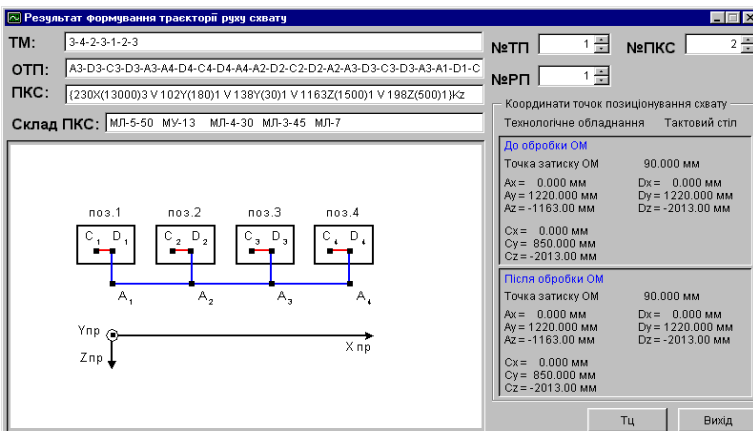 Результат формування траєкторії руху схвату
ТМ: 3-4-2-3-1-2-3
ОТП: A3-D3-C3-D3-A3-A4-D4-C4-D4-A4-A2-D2-C2-D2-A2-A3-D3-C3-D3-A3-A1-D1-C
ПКС: {230X(13000)3 V 102Y(180)1 V 138Y(30)1 V 1163Z(1500)1 V 198Z(500)1}Kz
Склад ПКС: МЛ-5-50 МУ-13 МЛ-4-30 МЛ-3-45 МЛ-7
№ТП 1 №ПКС 2
№РП 1
поз.1 поз.2 поз.3 поз.4
C1 D1 C2 D2 C3 D3 C4 D4
A1 A2 A3 A4
Yпр
X пр
Zпр
Координати точок позиціонування схвату
Технологічне обладнання Тактовий стіл
До обробки ОМ
Точка затиску ОМ 90.000 мм
Ax = 0.000 мм Dx = 0.000 мм
Ay = 1220.000 мм Dy = 1220.000 мм
Az = -1163.00 мм Dz = -2013.00 мм
Cx = 0.000 мм
Cy = 850.000 мм
Cz = -2013.00 мм
Після обробки ОМ
Точка затиску ОМ 90.000 мм
Ax = 0.000 мм Dx = 0.000 мм
Ay = 1220.000 мм Dy = 1220.000 мм
Az = -1163.00 мм Dz = -2013.00 мм
Cx = 0.000 мм
Cy = 850.000 мм
Cz = -2013.00 мм
Тц Вихід